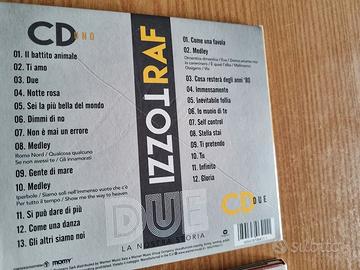 CD UNO
01. Il battito animale
02. Ti amo
03. Due
04. Notte rosa
05. Sei la più bella del mondo
06. Dimmi di no
07. Non è mai un errore
08. Medley
Roma Nord / Qualcosa qualcuno
Se non avessi te / Gli innamorati
09. Gente di mare
10. Medley
Iperbole / Siamo soli nell'immenso vuoto che c'è
Per tutto il tempo / Show me the way to heaven
11. Si può dare di più
12. Come una danza
13. Gli altri siamo noi
RAF
TOZZI
DUE
LA NOSTRA STORIA
01. Come una favola
02. Medley
03. Cosa resterà degli anni '80
04. Immensamente
05. Inevitabile follia
06. Io muoio di te
07. Self control
08. Stella stai
09. Ti pretendo
10. Tu
11. Infinito
12. Gloria
CD DUE
momy
subito